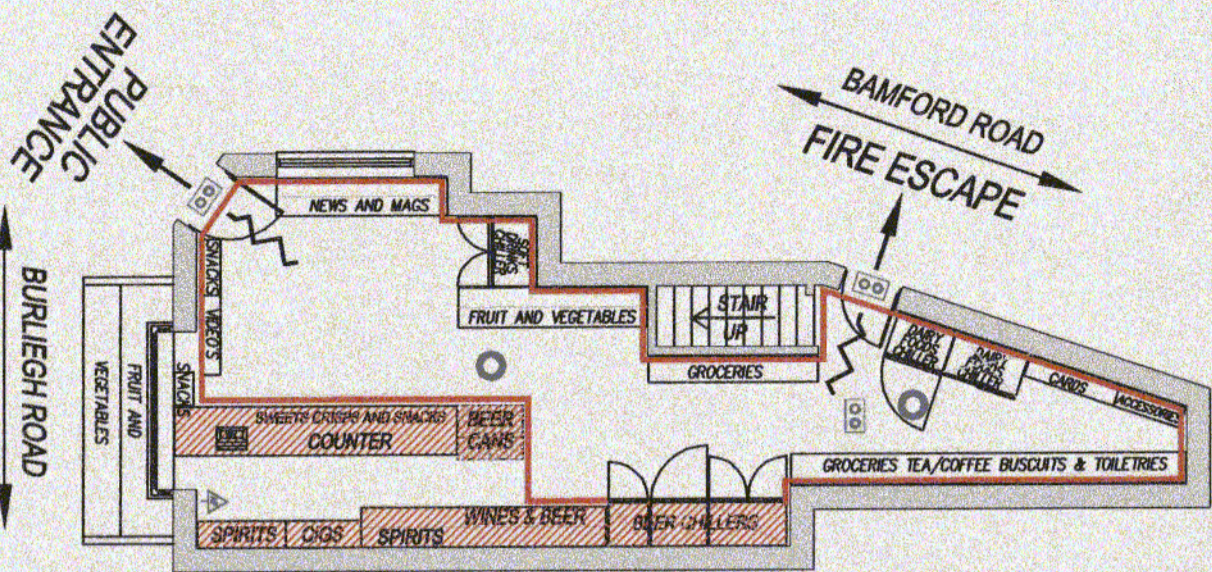 PUBLIC
ENTRANCE
BAMFORD ROAD
FIRE ESCAPE
BURLIEGH ROAD
NEWS AND MAGS
SNACKS VIDEO'S
SOFT
DRINKS
CHILLER
FRUIT AND VEGETABLES
STAIR
UP
GROCERIES
DAIRY
FOODS
CHILLER
DAIRY
FOODS
CHILLER
CARDS
ACCESSORIES
FRUIT AND
VEGETABLES
SNACKS
SWEETS CRISPS AND SNACKS
COUNTER
BEER
CANS
GROCERIES TEA/COFFEE BUSCUITS & TOILETRIES
SPIRITS
CIGS
SPIRITS
WINES & BEER
BEER CHILLERS